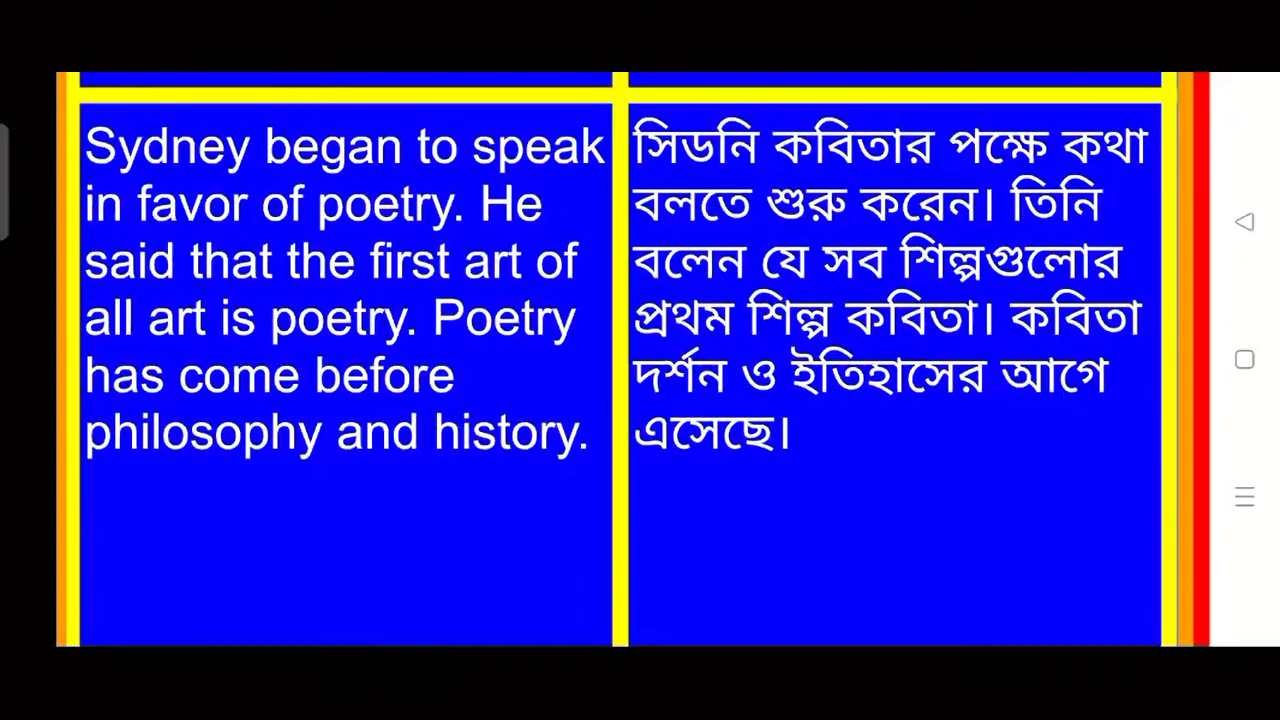 Sydney began to speak
in favor of poetry. He
said that the first art of
all art is poetry. Poetry
has come before
philosophy and history.
সিডনি কবিতার পক্ষে কথা
বলতে শুরু করেন। তিনি
বলেন যে সব শিল্পগুলোর
প্রথম শিল্প কবিতা। কবিতা
দর্শন ও ইতিহাসের আগে
এসেছে।